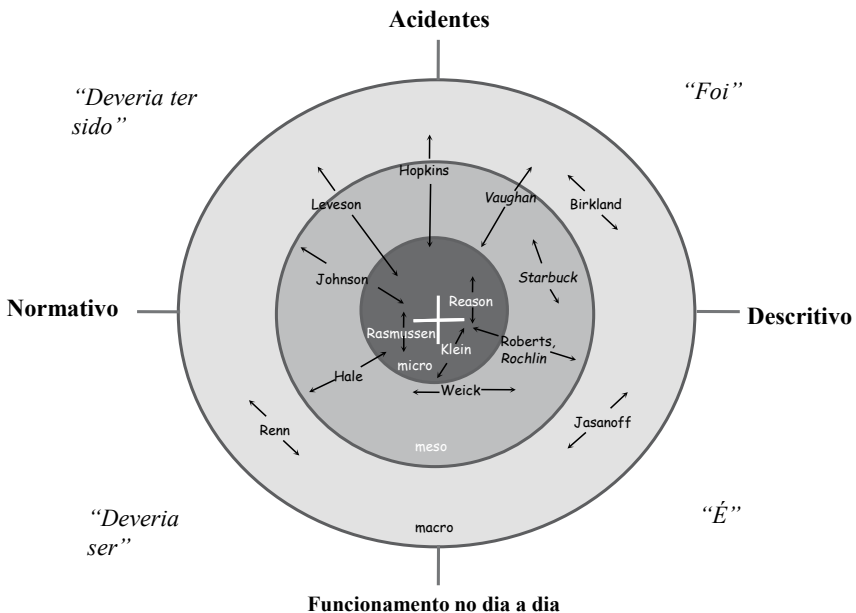 Acidentes
“Deveria ter
sido”
“Foi”
Hopkins
Leveson
Vaughan
Birkland
Johnson
Starbuck
Reason
Normativo
Descritivo
Rasmussen
Klein
Roberts,
Rochlin
micro
Hale
Weick
Renn
Jasanoff
meso
“Deveria
ser”
“É”
macro
Funcionamento no dia a dia